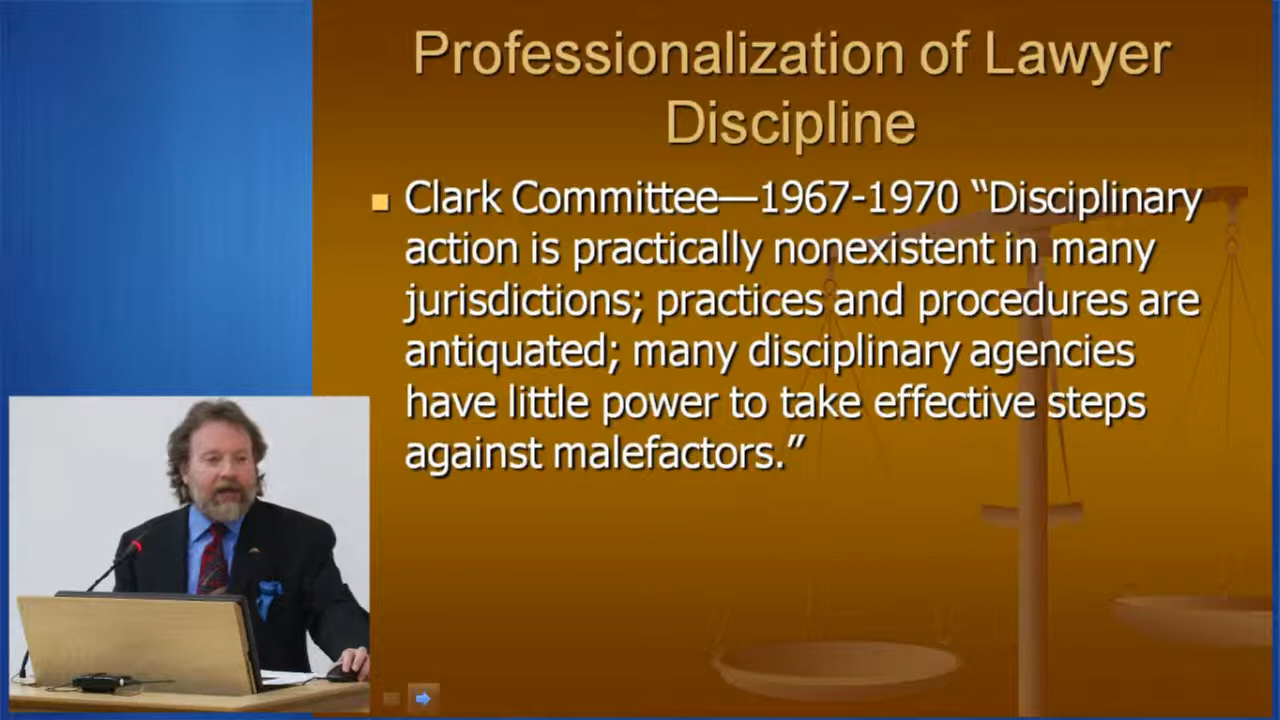 Professionalization of Lawyer
Discipline
Clark Committee—1967-1970 “Disciplinary
action is practically nonexistent in many
jurisdictions; practices and procedures are
antiquated; many disciplinary agencies
have little power to take effective steps
against malefactors.”